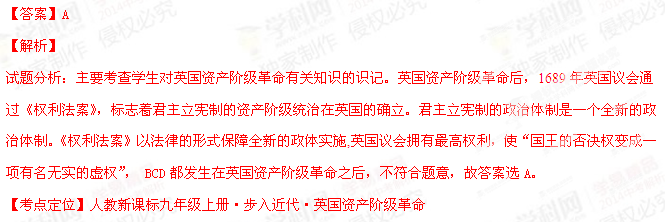 【答案】A
【解析】
试题分析：主要考查学生对英国资产阶级革命有关知识的识记。英国资产阶级革命后，1689 年英国议会通
过《权利法案》，标志着君主立宪制的资产阶级统治在英国的确立。君主立宪制的政治体制是一个全新的政
治体制。《权利法案》以法律的形式保障全新的政体实施,英国议会拥有最高权利，使“国王的否决权变成一
项有名无实的虚权”， BCD 都发生在英国资产阶级革命之后，不符合题意，故答案选 A。
【考点定位】人教新课标九年级上册·步入近代·英国资产阶级革命